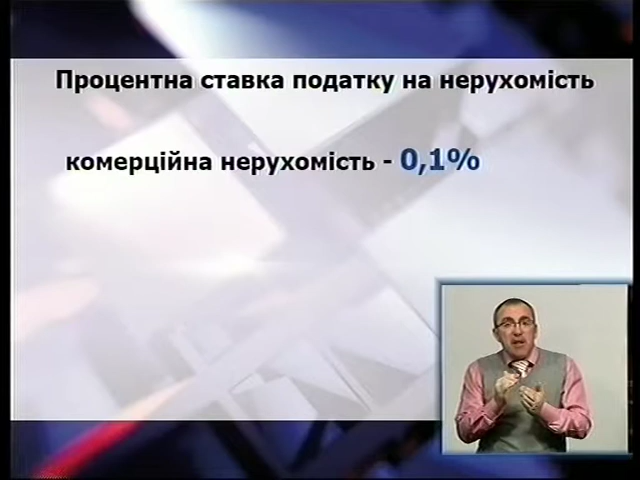 Процентна ставка податку на нерухомість
комерційна нерухомість - 0,1%